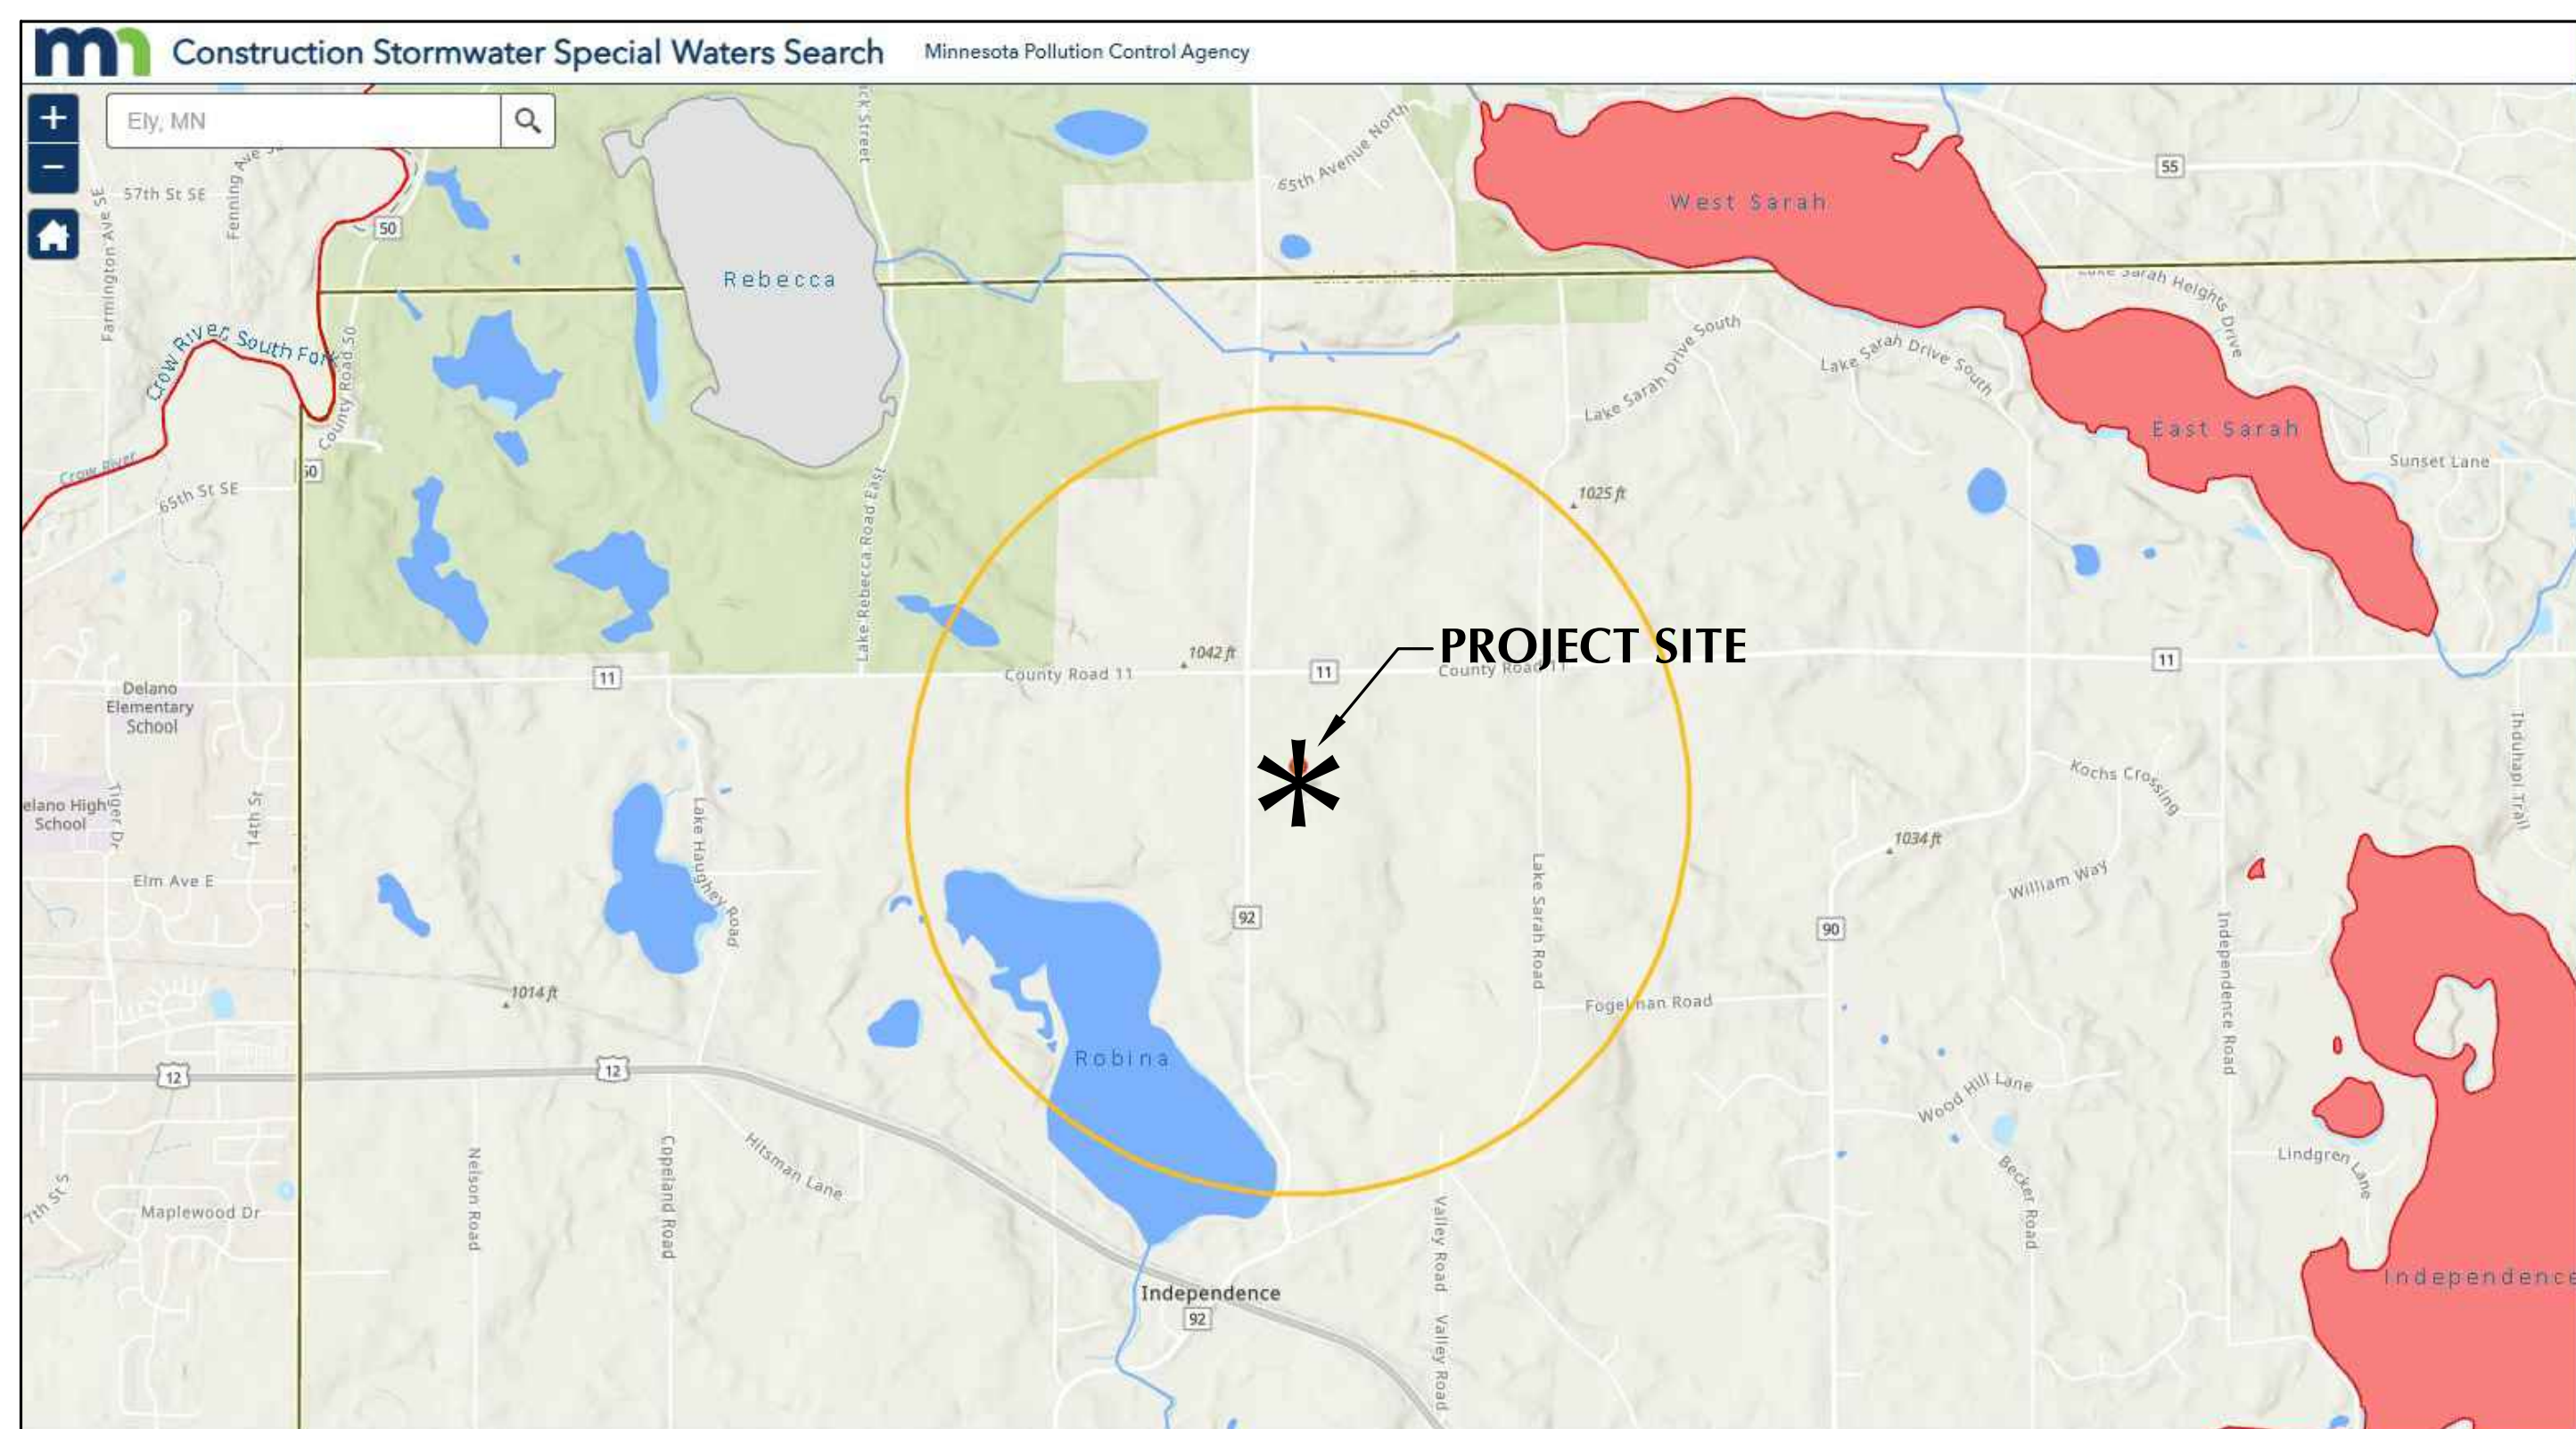 mn Construction Stormwater Special Waters Search Minnesota Pollution Control Agency
+
Ely, MN
−
57th St SE
Farmington Ave SE
50
65th Avenue North
West Sarah
55
Rebecca
Lake Sarah Heights Drive
Crow River, South Fork
County Road 50
Lake Sarah Drive South
Lake Sarah Drive South
East Sarah
Sunset Lane
Crow River
65th St SE
1025 ft
Lake Rebecca Road East
PROJECT SITE
1042 ft
11
County Road 11
11
County Road 11
11
Delano
Elementary
School
elano High
School
Tiger Dr
14th St
Lake Haughey Road
Kochs Crossing
Ihduhapi Trail
1034 ft
William Way
Elm Ave E
92
90
Lake Sarah Road
Independence Road
1014 ft
Fogelman Road
Robina
12
12
Wood Hill Lane
Nelson Road
Copeland Road
Hitsman Lane
Becker Road
Lindgren Lane
7th St S
Maplewood Dr
Valley Road
Valley Road
Independence
92
Independence